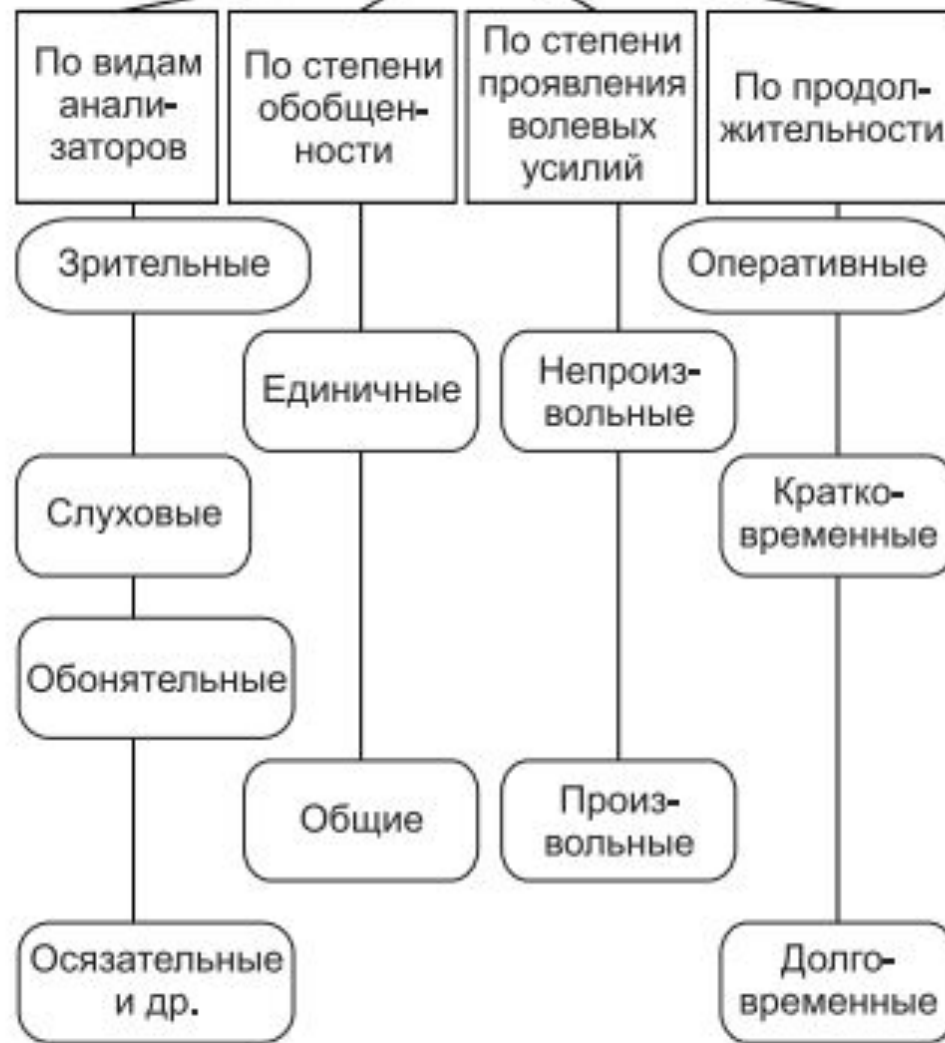 По видам
анали-
заторов
По степени
обобщен-
ности
По степени
проявления
волевых
усилий
По продол-
жительности
Зрительные
Оперативные
Единичные
Непроиз-
вольные
Слуховые
Кратко-
временные
Обонятельные
Общие
Произ-
вольные
Осязательные
и др.
Долго-
временные